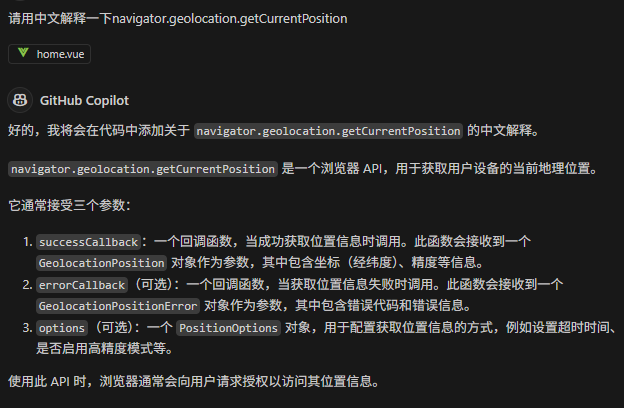 请用中文解释一下navigator.geolocation.getCurrentPosition
home.vue
GitHub Copilot
好的，我将会在代码中添加关于 navigator.geolocation.getCurrentPosition 的中文解释。
navigator.geolocation.getCurrentPosition 是一个浏览器 API，用于获取用户设备的当前地理位置。
它通常接受三个参数：
1. successCallback：一个回调函数，当成功获取位置信息时调用。此函数会接收到一个
GeolocationPosition 对象作为参数，其中包含坐标（经纬度）、精度等信息。
2. errorCallback（可选）：一个回调函数，当获取位置信息失败时调用。此函数会接收到一个
GeolocationPositionError 对象作为参数，其中包含错误代码和错误信息。
3. options（可选）：一个 PositionOptions 对象，用于配置获取位置信息的方式，例如设置超时时间、
是否启用高精度模式等。
使用此 API 时，浏览器通常会向用户请求授权以访问其位置信息。